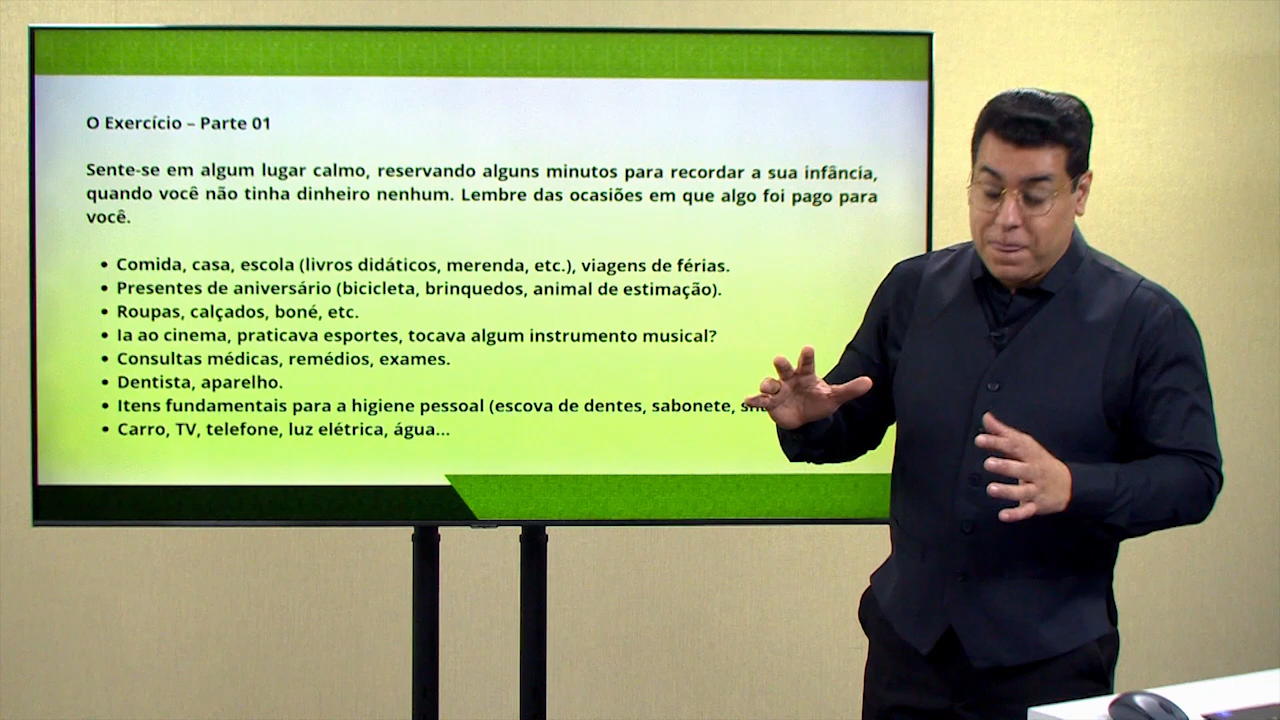 O Exercício – Parte 01
Sente-se em algum lugar calmo, reservando alguns minutos para recordar a sua infância,
quando você não tinha dinheiro nenhum. Lembre das ocasiões em que algo foi pago para
você.
• Comida, casa, escola (livros didáticos, merenda, etc.), viagens de férias.
• Presentes de aniversário (bicicleta, brinquedos, animal de estimação).
• Roupas, calçados, boné, etc.
• Ia ao cinema, praticava esportes, tocava algum instrumento musical?
• Consultas médicas, remédios, exames.
• Dentista, aparelho.
• Itens fundamentais para a higiene pessoal (escova de dentes, sabonete,
• Carro, TV, telefone, luz elétrica, água...